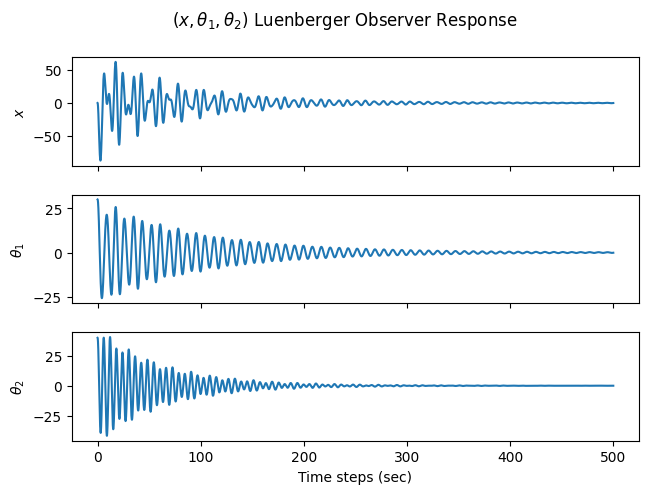 (x, θ₁, θ₂) Luenberger Observer Response
50
0
−50
x
25
0
−25
θ₁
25
0
−25
θ₂
0 100 200 300 400 500
Time steps (sec)